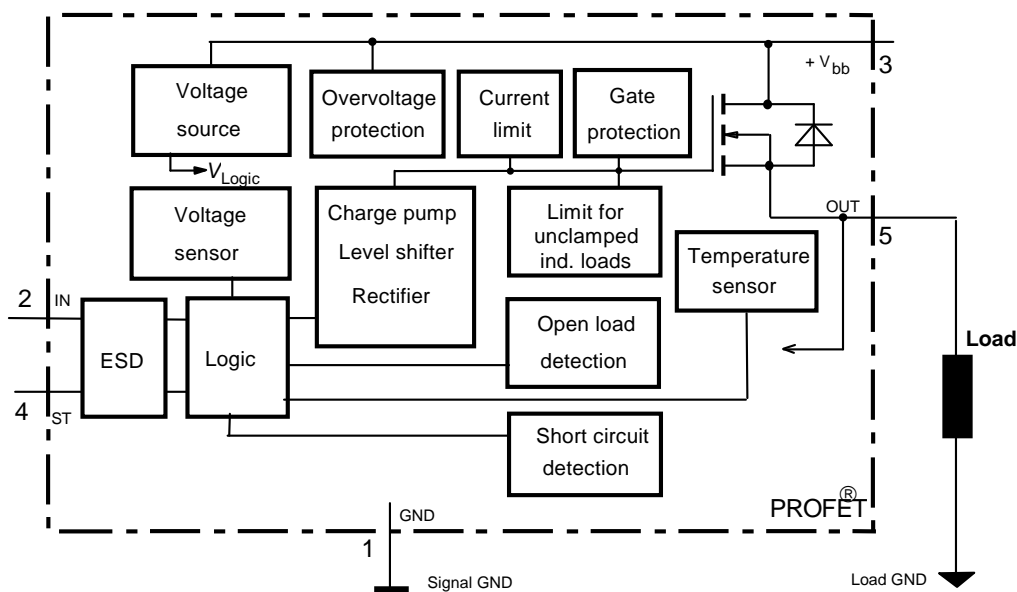 + Vbb
3
Voltage
source
Overvoltage
protection
Current
limit
Gate
protection
VLogic
Voltage
sensor
Charge pump
Level shifter
Rectifier
Limit for
unclamped
ind. loads
OUT
5
Temperature
sensor
2
IN
ESD
Logic
Open load
detection
Load
4
ST
Short circuit
detection
PROFET®
GND
1
Signal GND
Load GND